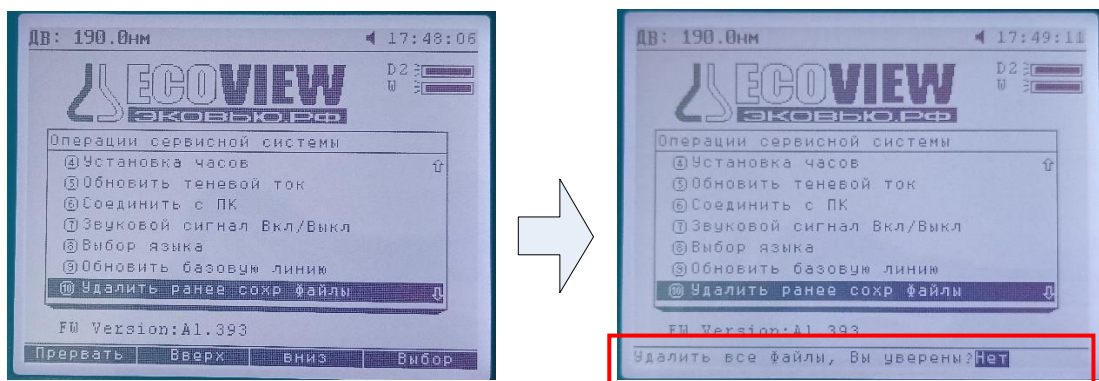 ДВ: 190.0нм 17:48:06
D2
W
ECOVIEW
ЭКОВЬЮ.РФ
Операции сервисной системы
④Установка часов
⑤Обновить теневой ток
⑥Соединить с ПК
⑦Звуковой сигнал Вкл/Выкл
⑧Выбор языка
⑨Обновить базовую линию
⑩Удалить ранее сохр файлы
FW Version:A1.393
Прервать Вверх вниз Выбор
ДВ: 190.0нм 17:49:11
D2
W
ECOVIEW
ЭКОВЬЮ.РФ
Операции сервисной системы
④Установка часов
⑤Обновить теневой ток
⑥Соединить с ПК
⑦Звуковой сигнал Вкл/Выкл
⑧Выбор языка
⑨Обновить базовую линию
⑩Удалить ранее сохр файлы
FW Version:A1.393
Удалить все файлы, Вы уверены?Нет